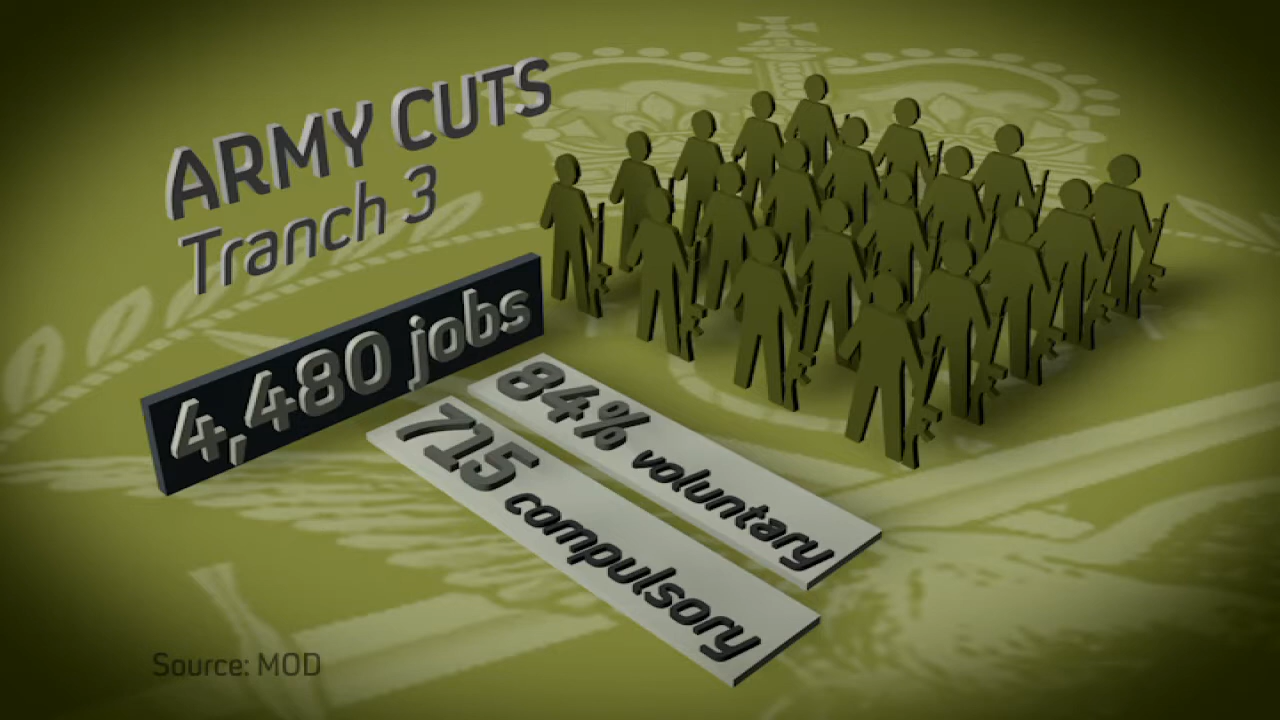 ARMY CUTS
Tranch 3
4,480 jobs
84% voluntary
715 compulsory
Source: MOD